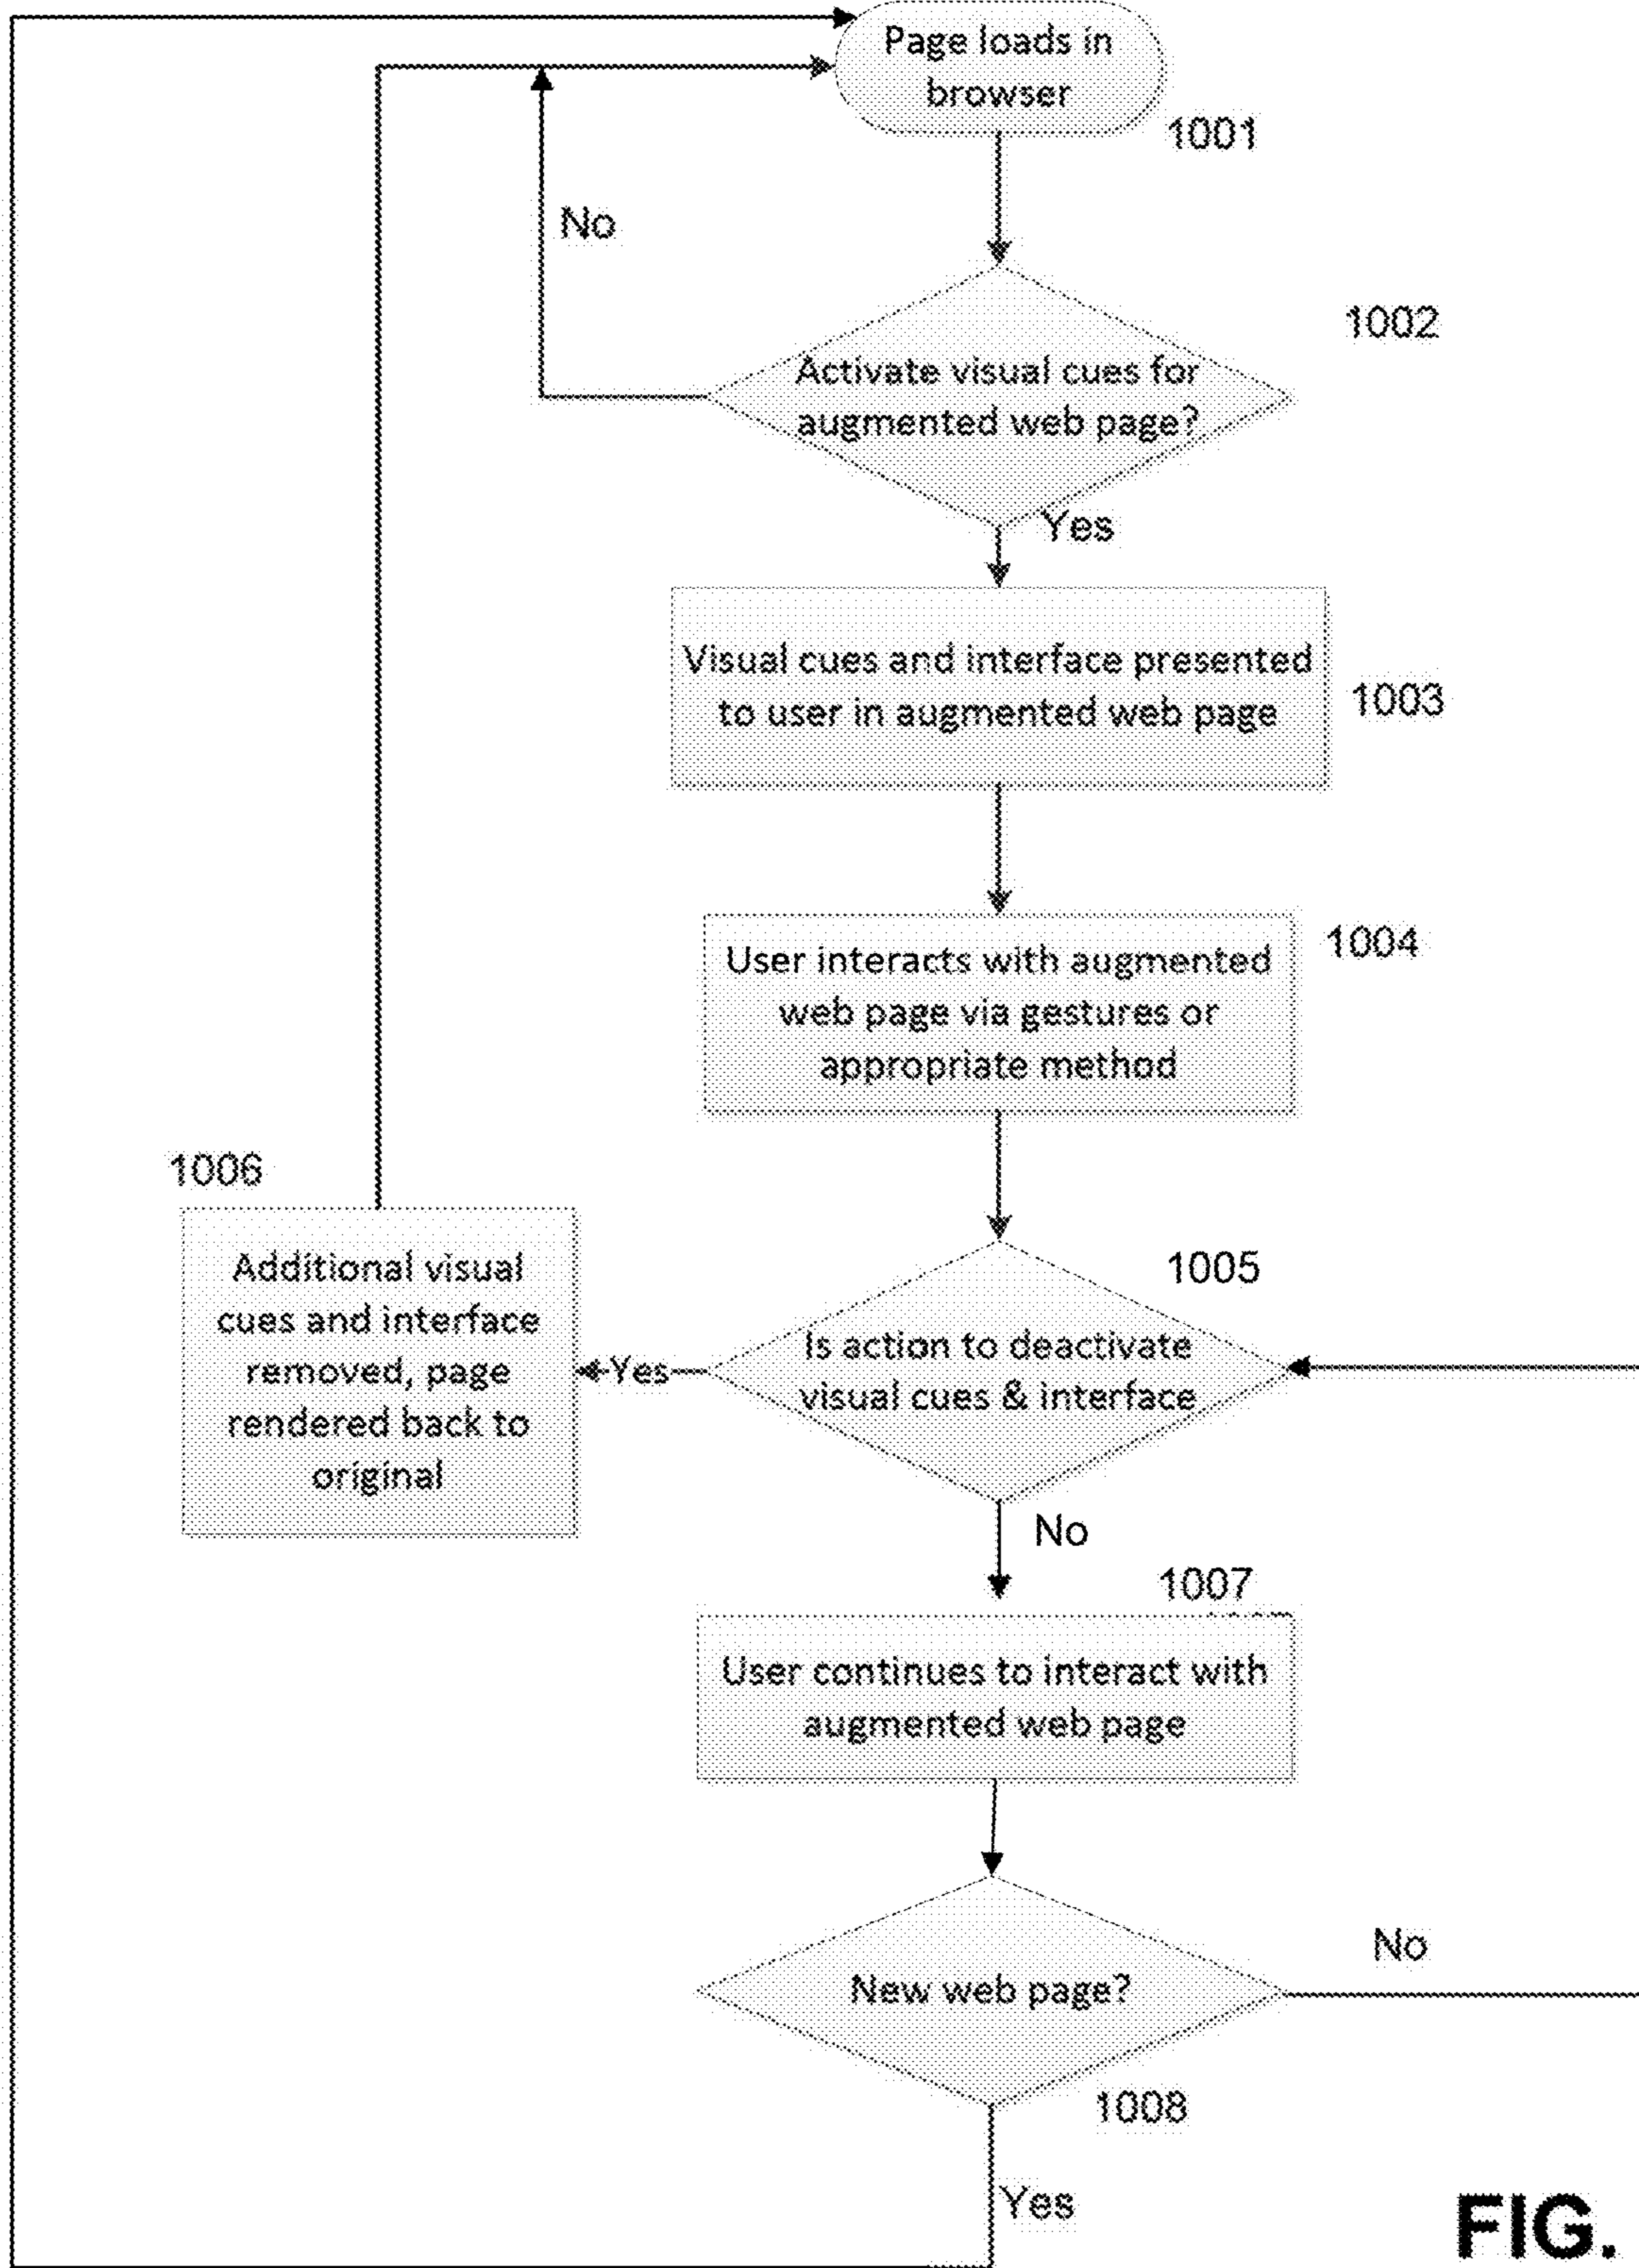 Page loads in
browser
1001
No
1002
Activate visual cues for
augmented web page?
Yes
Visual cues and interface presented
to user in augmented web page
1003
1004
User interacts with augmented
web page via gestures or
appropriate method
1006
Additional visual
cues and interface
removed, page
rendered back to
original
1005
Is action to deactivate
visual cues & interface
Yes
No
1007
User continues to interact with
augmented web page
No
New web page?
1008
Yes
FIG.